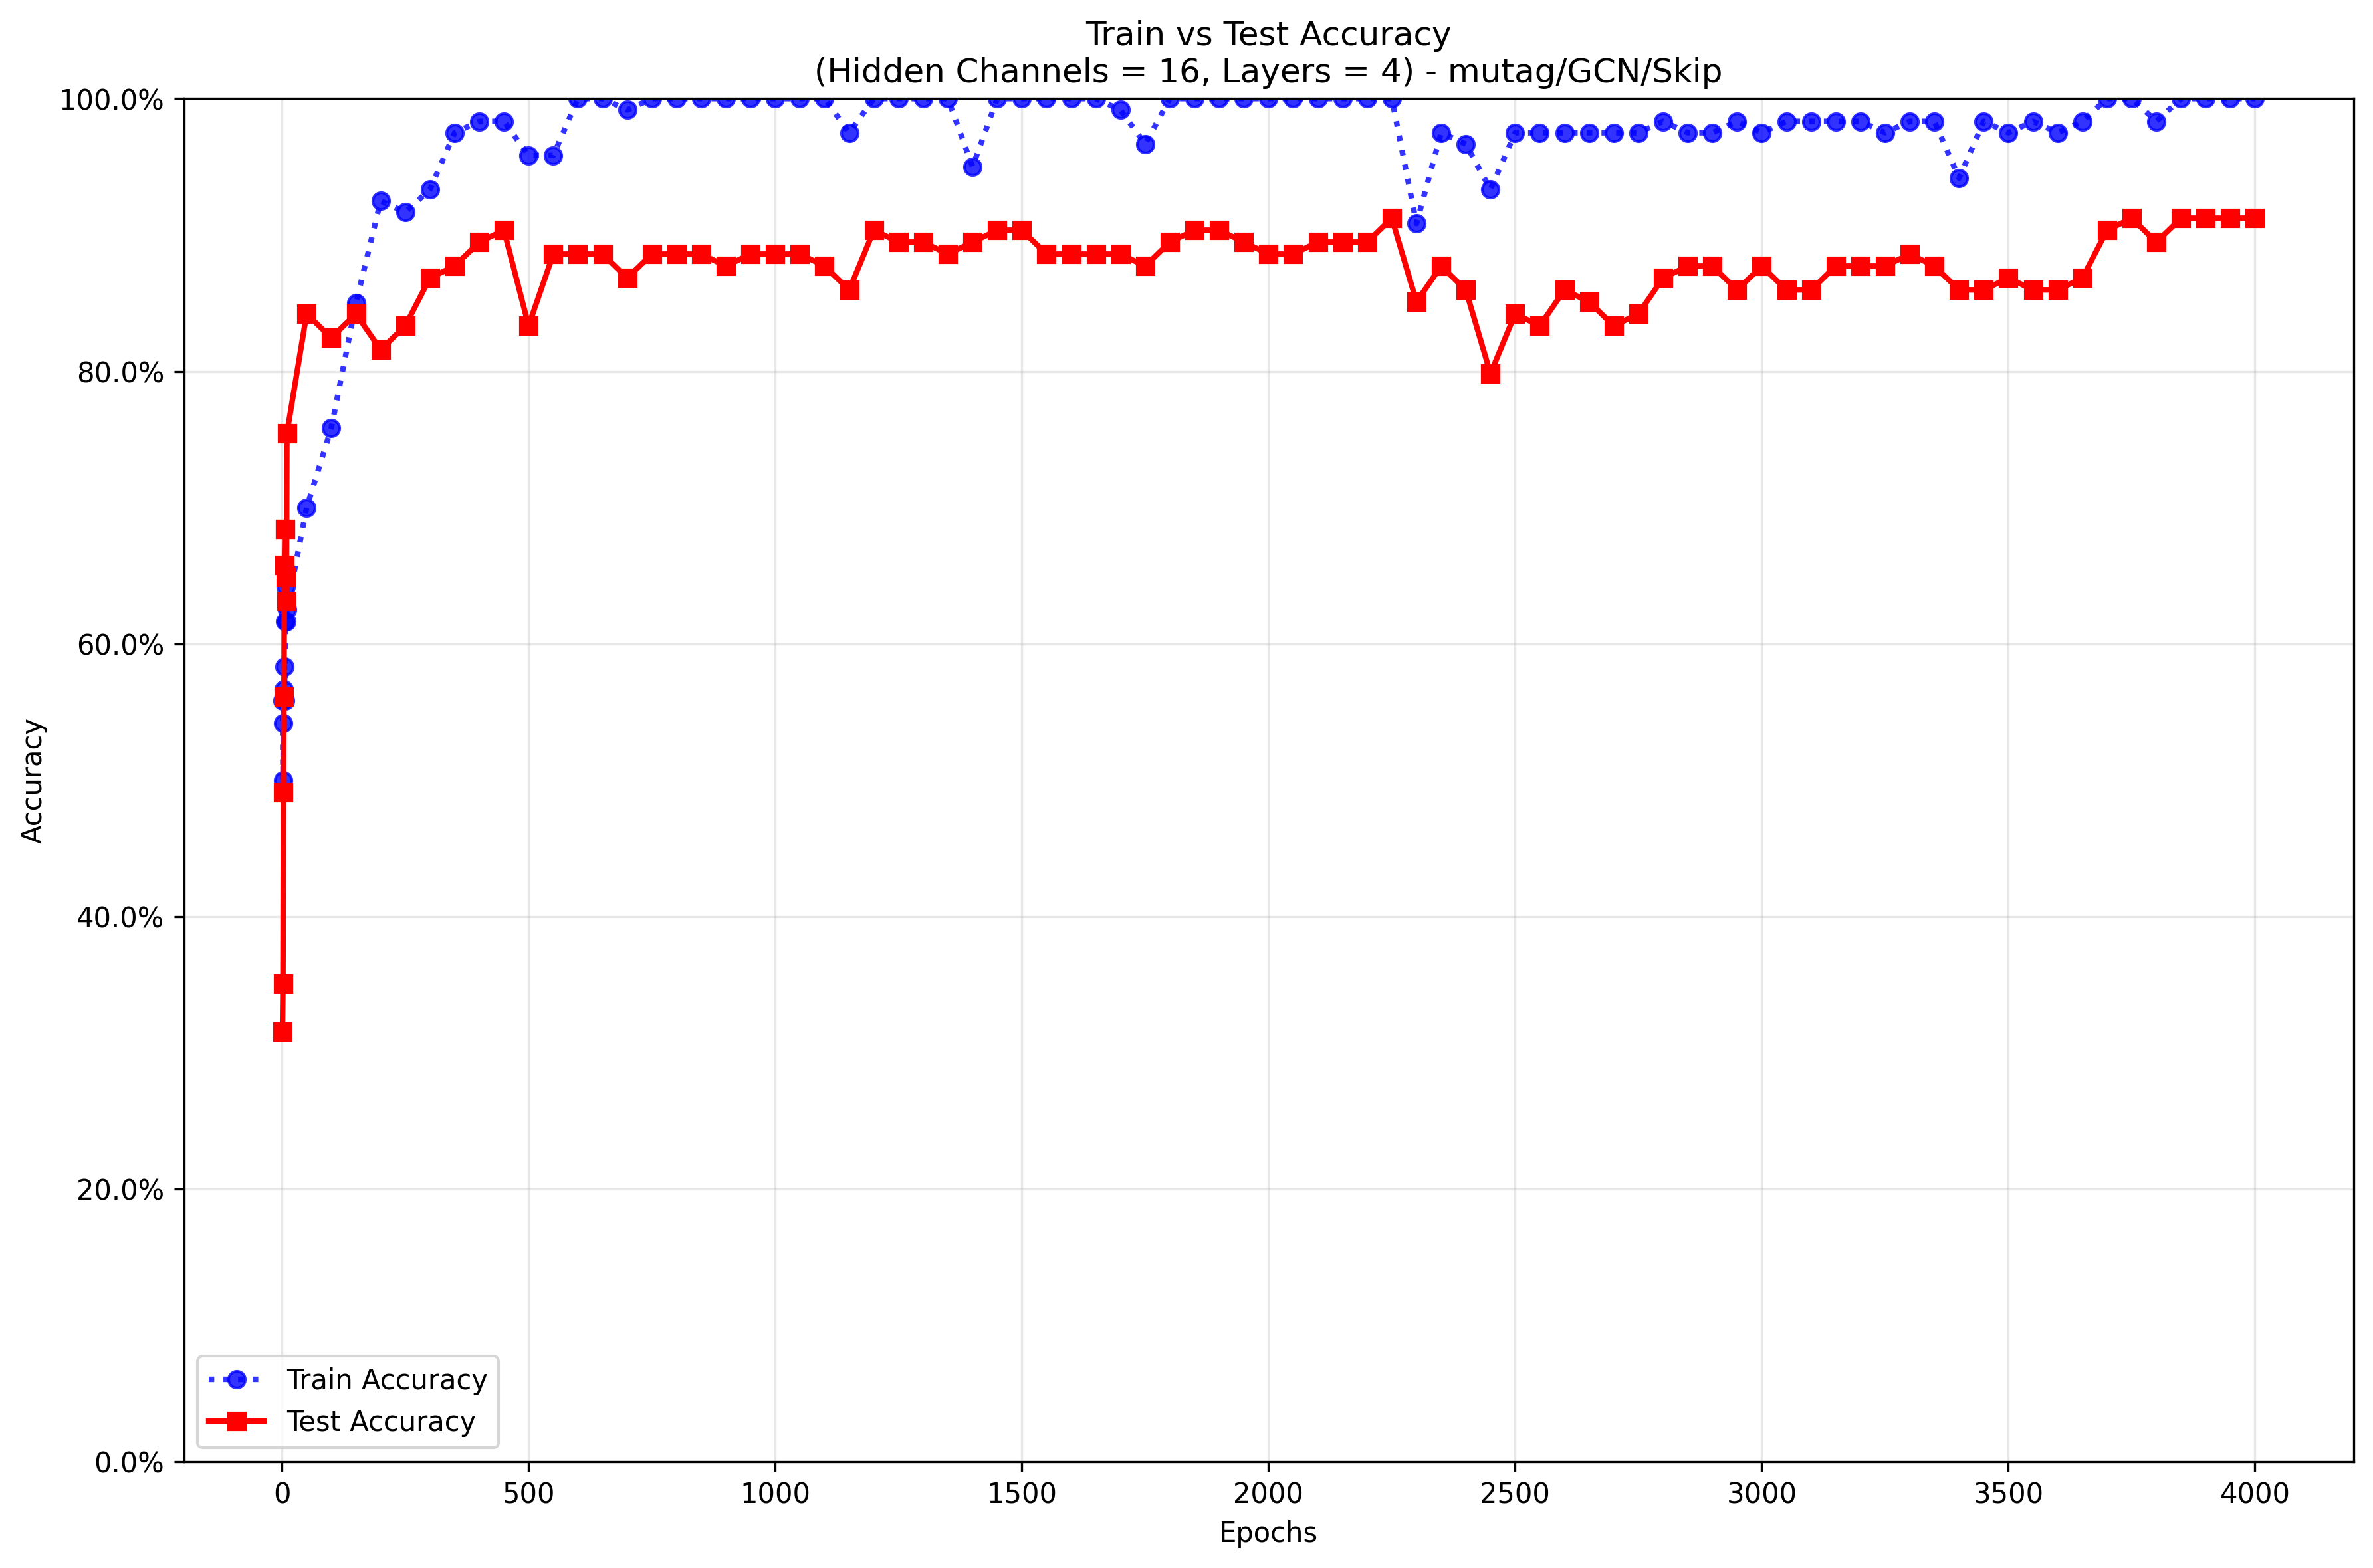 Train vs Test Accuracy
(Hidden Channels = 16, Layers = 4) - mutag/GCN/Skip
100.0%
80.0%
60.0%
40.0%
20.0%
0.0%
Accuracy
Train Accuracy
Test Accuracy
0 500 1000 1500 2000 2500 3000 3500 4000
Epochs